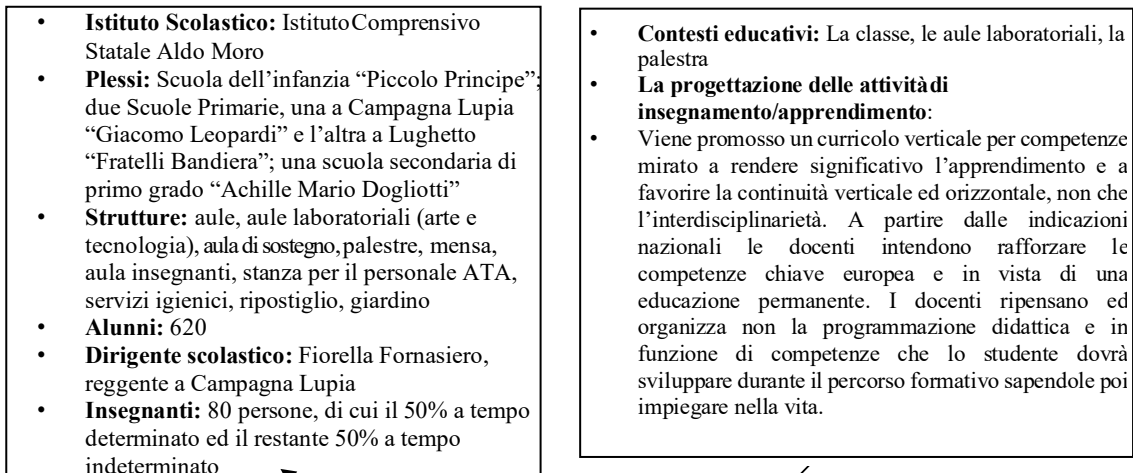 • Istituto Scolastico: Istituto Comprensivo
Statale Aldo Moro
• Plessi: Scuola dell’infanzia “Piccolo Principe”;
due Scuole Primarie, una a Campagna Lupia
“Giacomo Leopardi” e l’altra a Lughetto
“Fratelli Bandiera”; una scuola secondaria di
primo grado “Achille Mario Dogliotti”
• Strutture: aule, aule laboratoriali (arte e
tecnologia), aula di sostegno, palestre, mensa,
aula insegnanti, stanza per il personale ATA,
servizi igienici, ripostiglio, giardino
• Alunni: 620
• Dirigente scolastico: Fiorella Fornasiero,
reggente a Campagna Lupia
• Insegnanti: 80 persone, di cui il 50% a tempo
determinato ed il restante 50% a tempo
indeterminato
• Contesti educativi: La classe, le aule laboratoriali, la
palestra
• La progettazione delle attività di
insegnamento/apprendimento:
• Viene promosso un curricolo verticale per competenze
mirato a rendere significativo l’apprendimento e a
favorire la continuità verticale ed orizzontale, non che
l’interdisciplinarietà. A partire dalle indicazioni
nazionali le docenti intendono rafforzare le
competenze chiave europea e in vista di una
educazione permanente. I docenti ripensano ed
organizza non la programmazione didattica e in
funzione di competenze che lo studente dovrà
sviluppare durante il percorso formativo sapendole poi
impiegare nella vita.